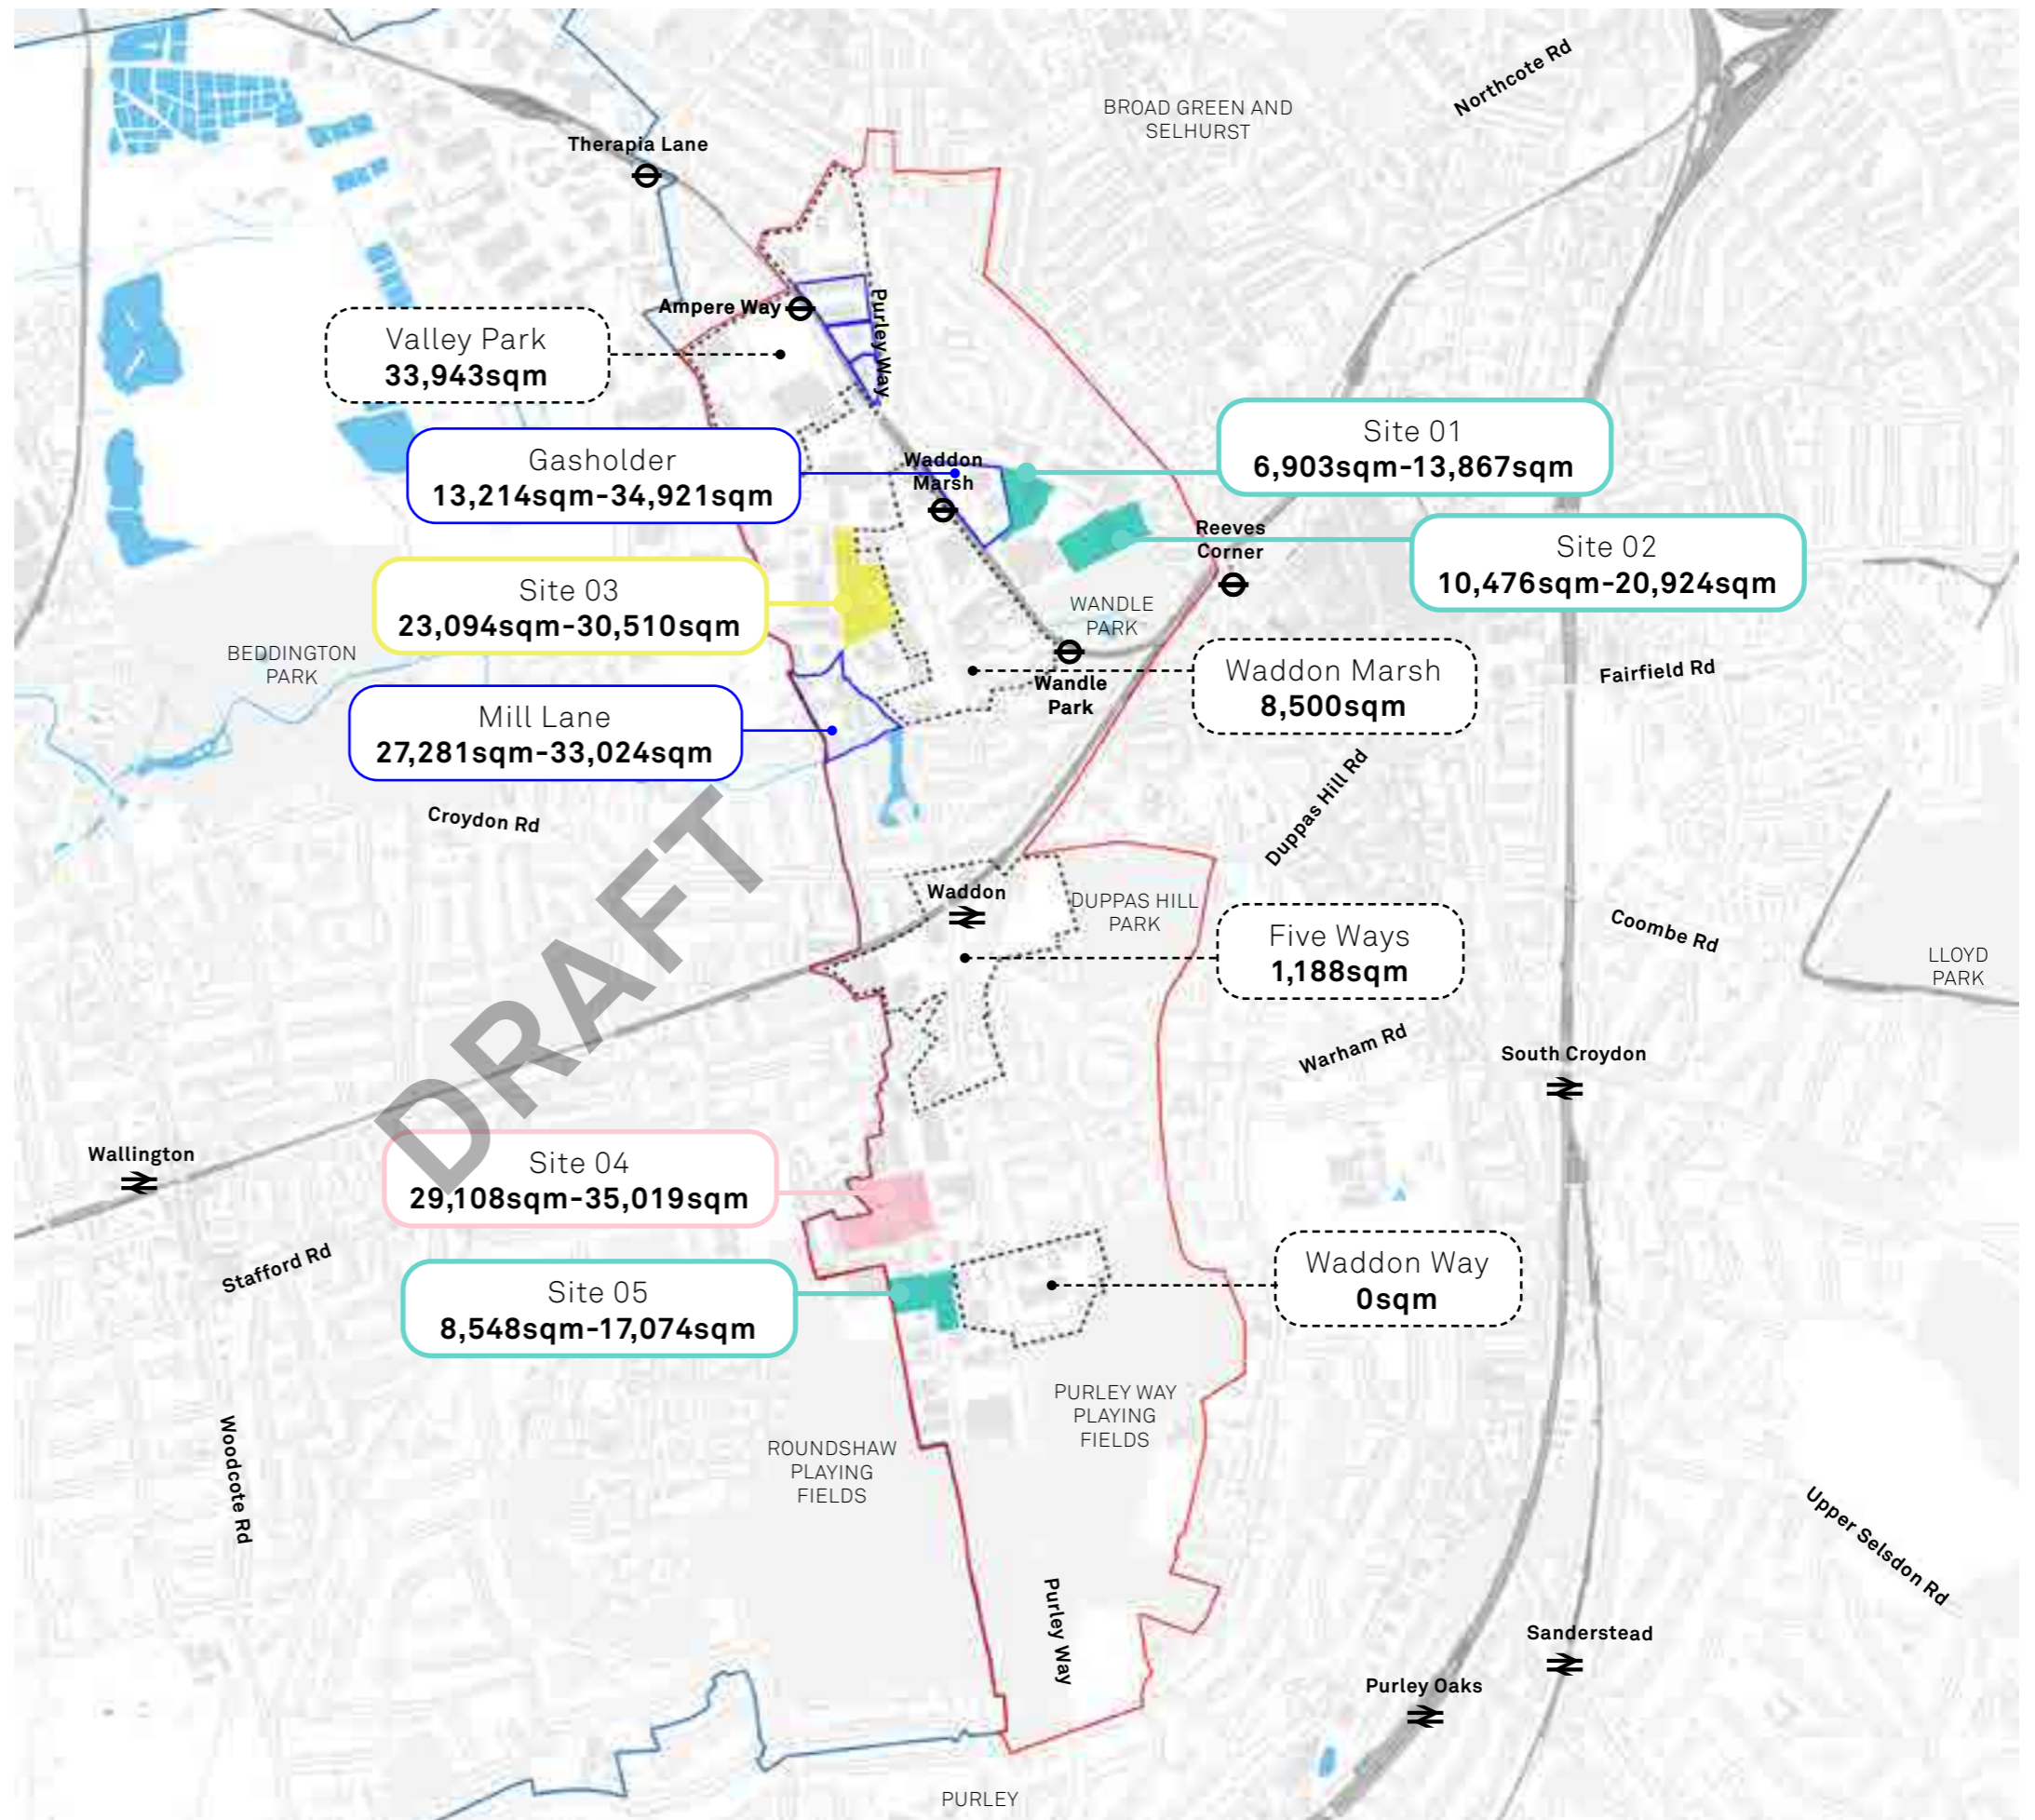 Northcote Rd
BROAD GREEN AND
SELHURST
Therapia Lane
Ampere Way
Purley Way
Valley Park
33,943sqm
Gasholder
13,214sqm-34,921sqm
Waddon
Marsh
Site 01
6,903sqm-13,867sqm
Reeves
Corner
Site 02
10,476sqm-20,924sqm
Site 03
23,094sqm-30,510sqm
WANDLE
PARK
BEDDINGTON
PARK
Wandle
Park
Waddon Marsh
8,500sqm
Fairfield Rd
Mill Lane
27,281sqm-33,024sqm
Croydon Rd
Duppas Hill Rd
DRAFT
Waddon
DUPPAS HILL
PARK
Five Ways
1,188sqm
Coombe Rd
LLOYD
PARK
Warham Rd
South Croydon
Wallington
Site 04
29,108sqm-35,019sqm
Stafford Rd
Site 05
8,548sqm-17,074sqm
Waddon Way
0sqm
PURLEY WAY
PLAYING
FIELDS
ROUNDSHAW
PLAYING
FIELDS
Woodcote Rd
Upper Selsdon Rd
Purley Way
Sanderstead
Purley Oaks
PURLEY